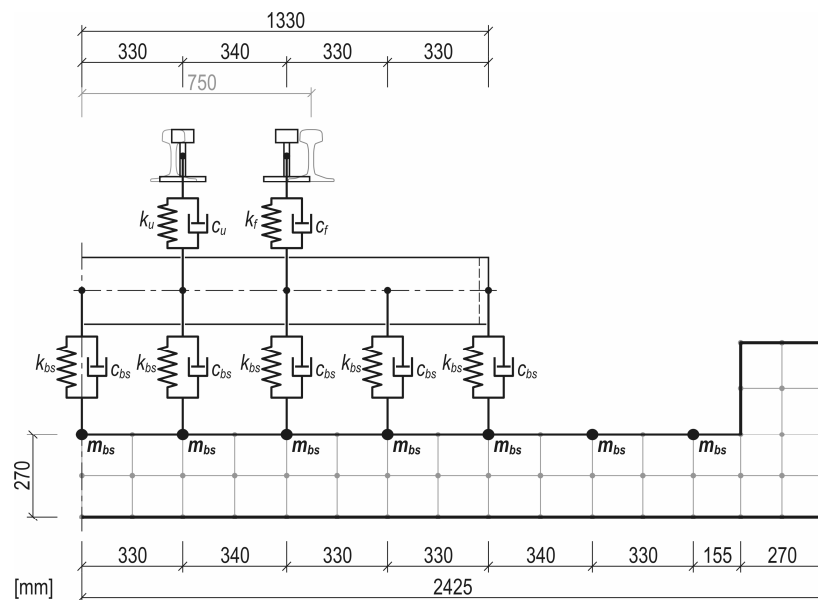 1330
330 340 330 330
750
k_u c_u k_f c_f
k_bs c_bs k_bs c_bs k_bs c_bs k_bs c_bs k_bs c_bs
m_bs m_bs m_bs m_bs m_bs m_bs m_bs
270
330 340 330 330 340 330 155 270
[mm] 2425